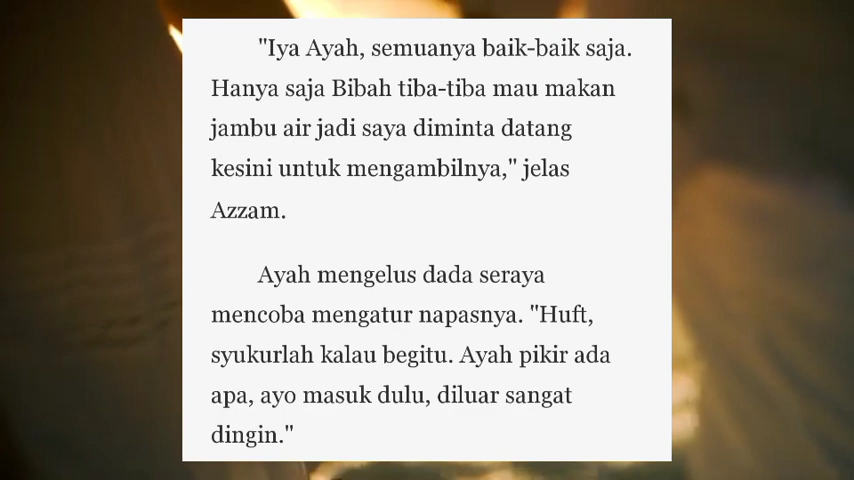 "Iya Ayah, semuanya baik-baik saja.
Hanya saja Bibah tiba-tiba mau makan
jambu air jadi saya diminta datang
kesini untuk mengambilnya," jelas
Azzam.
Ayah mengelus dada seraya
mencoba mengatur napasnya. "Huft,
syukurlah kalau begitu. Ayah pikir ada
apa, ayo masuk dulu, diluar sangat
dingin."